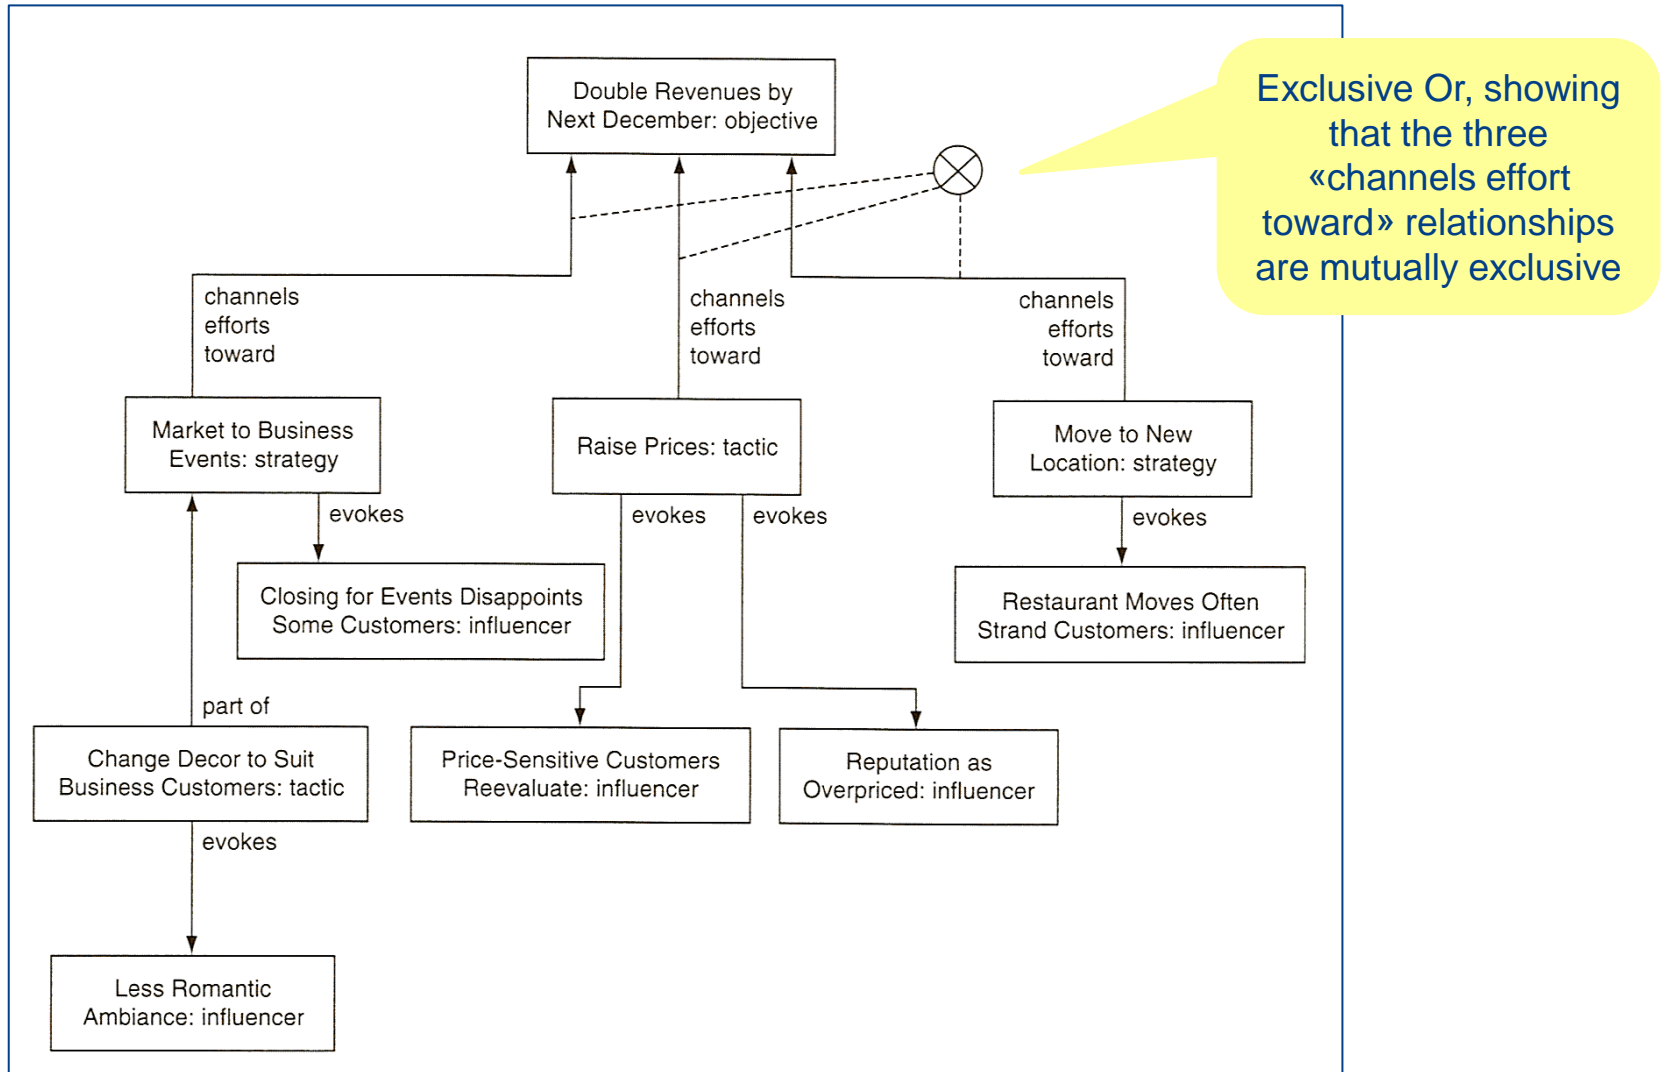 Double Revenues by
Next December: objective
Exclusive Or, showing
that the three
«channels effort
toward» relationships
are mutually exclusive
channels
efforts
toward
channels
efforts
toward
channels
efforts
toward
Market to Business
Events: strategy
Raise Prices: tactic
Move to New
Location: strategy
evokes
evokes
evokes
evokes
Closing for Events Disappoints
Some Customers: influencer
Restaurant Moves Often
Strand Customers: influencer
part of
Change Decor to Suit
Business Customers: tactic
Price-Sensitive Customers
Reevaluate: influencer
Reputation as
Overpriced: influencer
evokes
Less Romantic
Ambiance: influencer